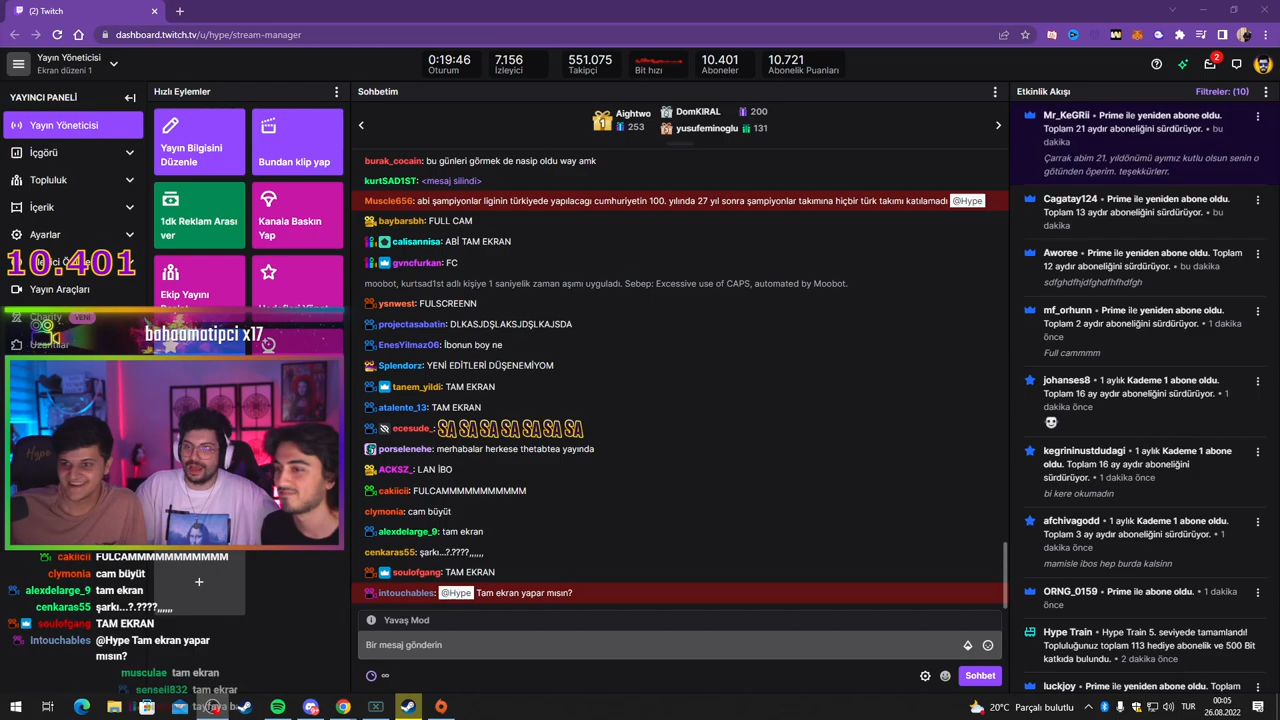 (2) Twitch
dashboard.twitch.tv/u/hype/stream-manager
Yayın Yöneticisi
Ekran düzeni 1
0:19:46
Oturum
7.156
İzleyici
551.075
Takipçi
Bit hızı
10.401
Aboneler
10.721
Abonelik Puanları
2
YAYINCI PANELİ
Yayın Yöneticisi
İçgörü
Topluluk
İçerik
Ayarlar
10.401
Yayın Araçları
Charity
YENİ
Uzantılar
Hızlı Eylemler
Yayın Bilgisini
Düzenle
Bundan klip yap
1dk Reklam Arası
ver
Kanala Baskın
Yap
Ekip Yayını
bahaamatipci x17
Hype
cakiicii FULCAMMMMMMMMMM
clymonia cam büyüt
alexdelarge_9 tam ekran
cenkaras55 şarkı...?.????,,,,,,
soulofgang TAM EKRAN
Intouchables @Hype Tam ekran yapar
mısın?
musculae tam ekran
senseii832 tam ekran
Sohbetim
1
Aightwo
253
2 DomKIRAL 200
3 yusufeminoglu 131
burak_cocain: bu günleri görmek de nasip oldu way amk
kurtSAD1ST: <mesaj silindi>
Muscle656: abi şampiyonlar liginin türkiyede yapılacagı cumhuriyetin 100. yılında 27 yıl sonra şampiyonlar takımına hiçbir türk takımı katılamadı @Hype
baybarsbh: FULL CAM
calisannisa: ABİ TAM EKRAN
gvncfurkan: FC
moobot, kurtsad1st adlı kişiye 1 saniyelik zaman aşımı uyguladı. Sebep: Excessive use of CAPS, automated by Moobot.
ysnwest: FULSCREENN
projectasabatin: DLKASJDŞLAKSJDŞLKAJSDA
EnesYilmaz06: İbonun boy ne
Splendorz: YENİ EDİTLERİ DÜŞENEMİYOM
tanem_yildi: TAM EKRAN
atalente_13: TAM EKRAN
ecesude_: SA SA SA SA SA SA SA
porselenehe: merhabalar herkese thetabtea yayında
ACKSZ_: LAN İBO
cakiicii: FULCAMMMMMMMMMM
clymonia: cam büyüt
alexdelarge_9: tam ekran
cenkaras55: şarkı...?.????,,,,,,
soulofgang: TAM EKRAN
intouchables: @Hype Tam ekran yapar mısın?
Yavaş Mod
Bir mesaj gönderin
∞
Sohbet
Etkinlik Akışı
Filtreler: (10)
Mr_KeGRii • Prime ile yeniden abone oldu.
Toplam 21 aydır aboneliğini sürdürüyor. • bu
dakika
Çarrak abim 21. yıldönümü ayımız kutlu olsun senin o
götünden öperim. teşekkürlerr.
Cagatay124 • Prime ile yeniden abone oldu.
Toplam 13 aydır aboneliğini sürdürüyor. • bu
dakika
Aworee • Prime ile yeniden abone oldu. Toplam
12 aydır aboneliğini sürdürüyor. • bu dakika
sdfghdfhjdfghdfhfhdfgh
mf_orhunn • Prime ile yeniden abone oldu.
Toplam 2 aydır aboneliğini sürdürüyor. • 1 dakika
önce
Full cammmm
johanses8 • 1 aylık Kademe 1 abone oldu.
Toplam 16 ay aydır aboneliğini sürdürüyor. • 1
dakika önce
kegrininustdudagi • 1 aylık Kademe 1 abone
oldu. Toplam 16 ay aydır aboneliğini
sürdürüyor. • 1 dakika önce
bi kere okumadın
afchivagodd • 1 aylık Kademe 1 abone oldu.
Toplam 3 ay aydır aboneliğini sürdürüyor. • 1
dakika önce
mamisle ibos hep burda kalsinn
ORNG_0159 • Prime ile abone oldu. • 1 dakika
önce
Hype Train • Hype Train 5. seviyede tamamlandı!
Topluluğunuz toplam 113 hediye abonelik ve 500 Bit
katkıda bulundu. • 2 dakika önce
luckjoy • Prime ile yeniden abone oldu. Toplam
20°C Parçalı bulutlu
TUR
00:05
26.08.2022